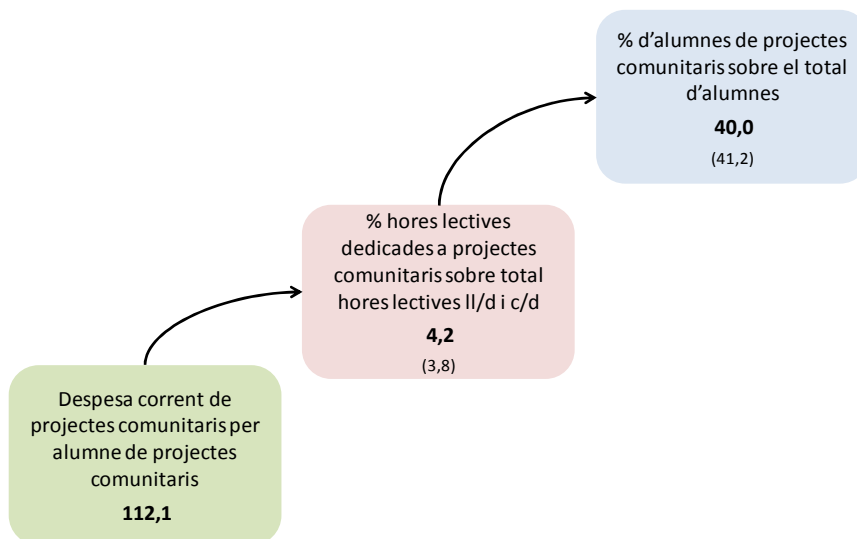 % d'alumnes de projectes
comunitaris sobre el total
d'alumnes
40,0
(41,2)
% hores lectives
dedicades a projectes
comunitaris sobre total
hores lectives ll/d i c/d
4,2
(3,8)
Despesa corrent de
projectes comunitaris per
alumne de projectes
comunitaris
112,1